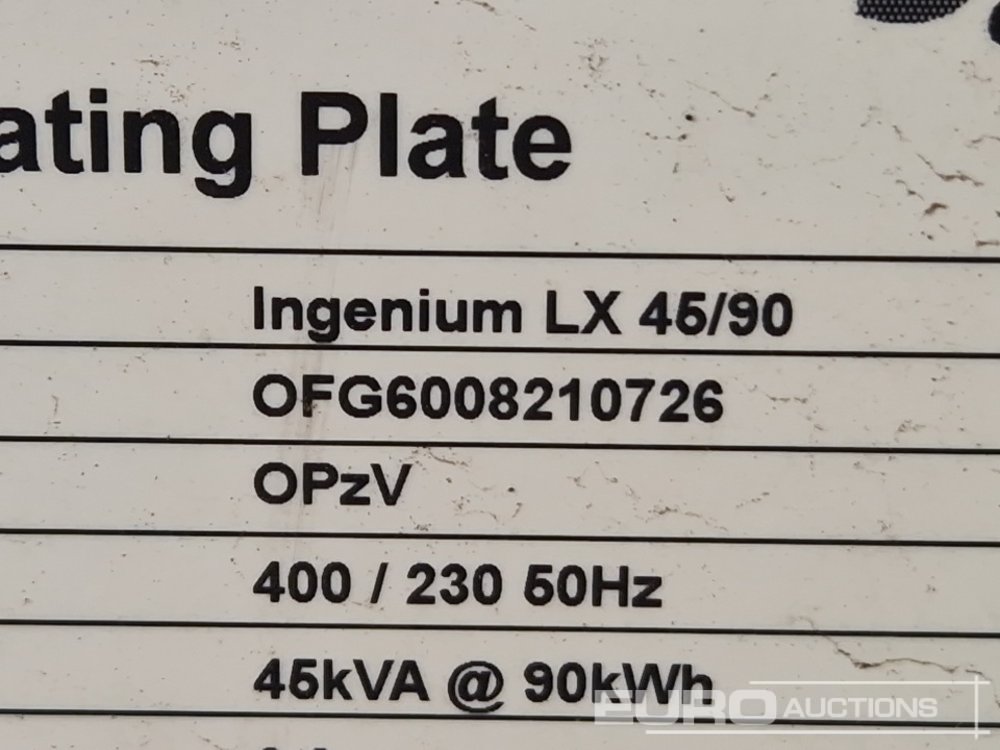 ating Plate
Ingenium LX 45/90
OFG6008210726
OPzV
400 / 230 50Hz
45kVA @ 90kWh
EURO AUCTIONS